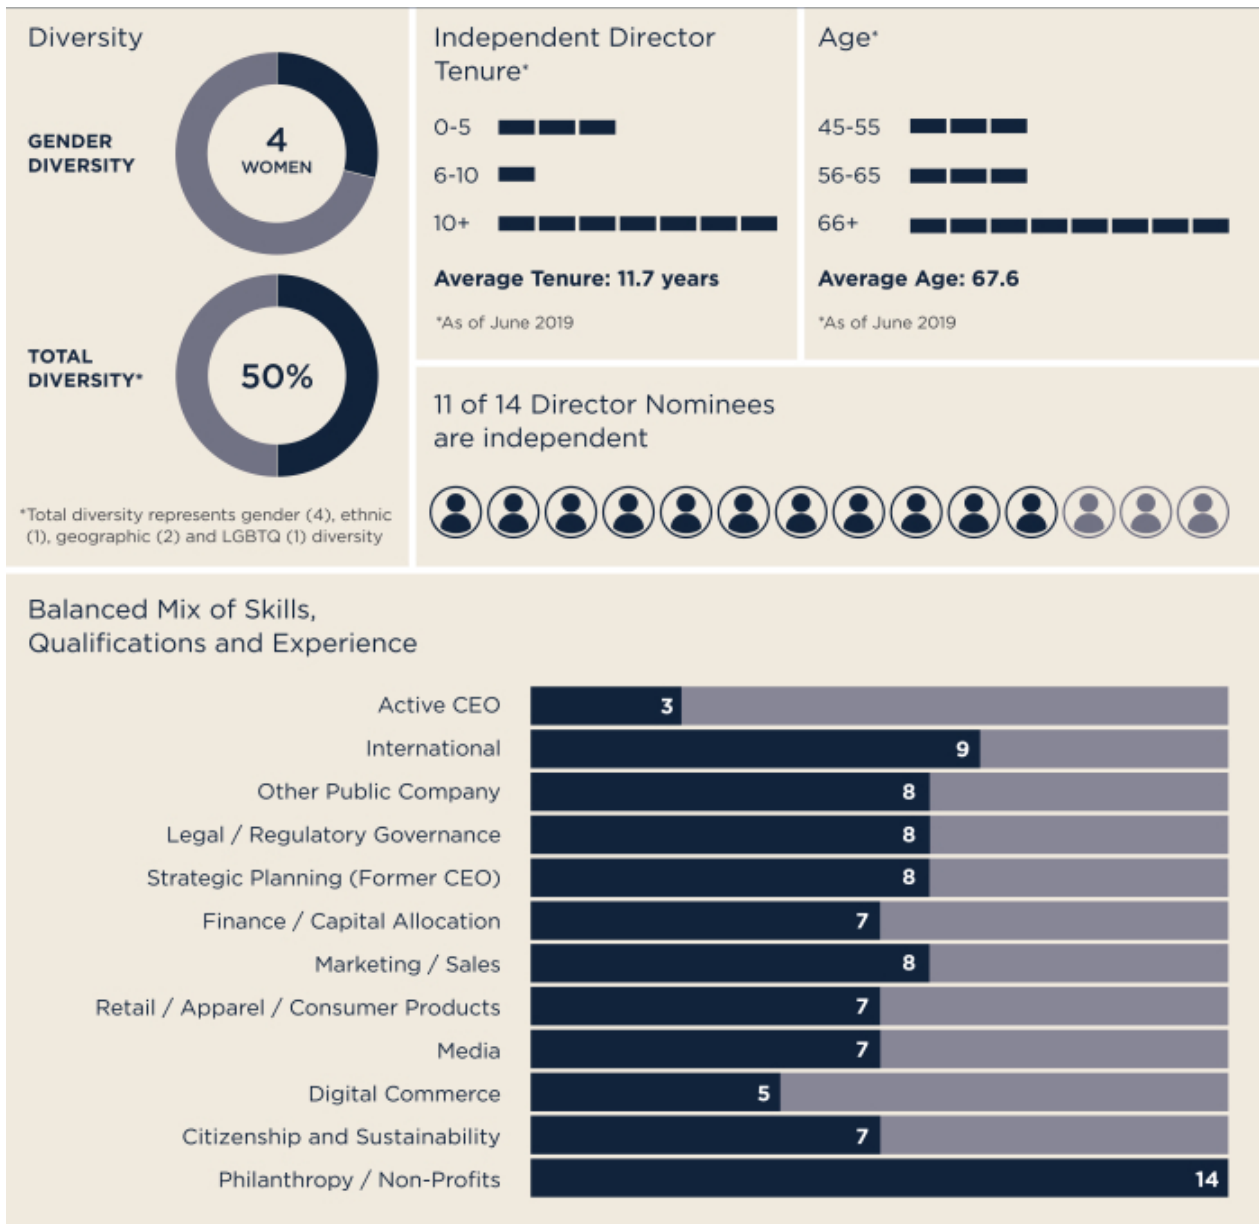 Diversity
GENDER
DIVERSITY
4
WOMEN
TOTAL
DIVERSITY*
50%
*Total diversity represents gender (4), ethnic
(1), geographic (2) and LGBTQ (1) diversity
Independent Director
Tenure*
0-5
6-10
10+
Average Tenure: 11.7 years
*As of June 2019
Age*
45-55
56-65
66+
Average Age: 67.6
*As of June 2019
11 of 14 Director Nominees
are independent
Balanced Mix of Skills,
Qualifications and Experience
Active CEO 3
International 9
Other Public Company 8
Legal / Regulatory Governance 8
Strategic Planning (Former CEO) 8
Finance / Capital Allocation 7
Marketing / Sales 8
Retail / Apparel / Consumer Products 7
Media 7
Digital Commerce 5
Citizenship and Sustainability 7
Philanthropy / Non-Profits 14